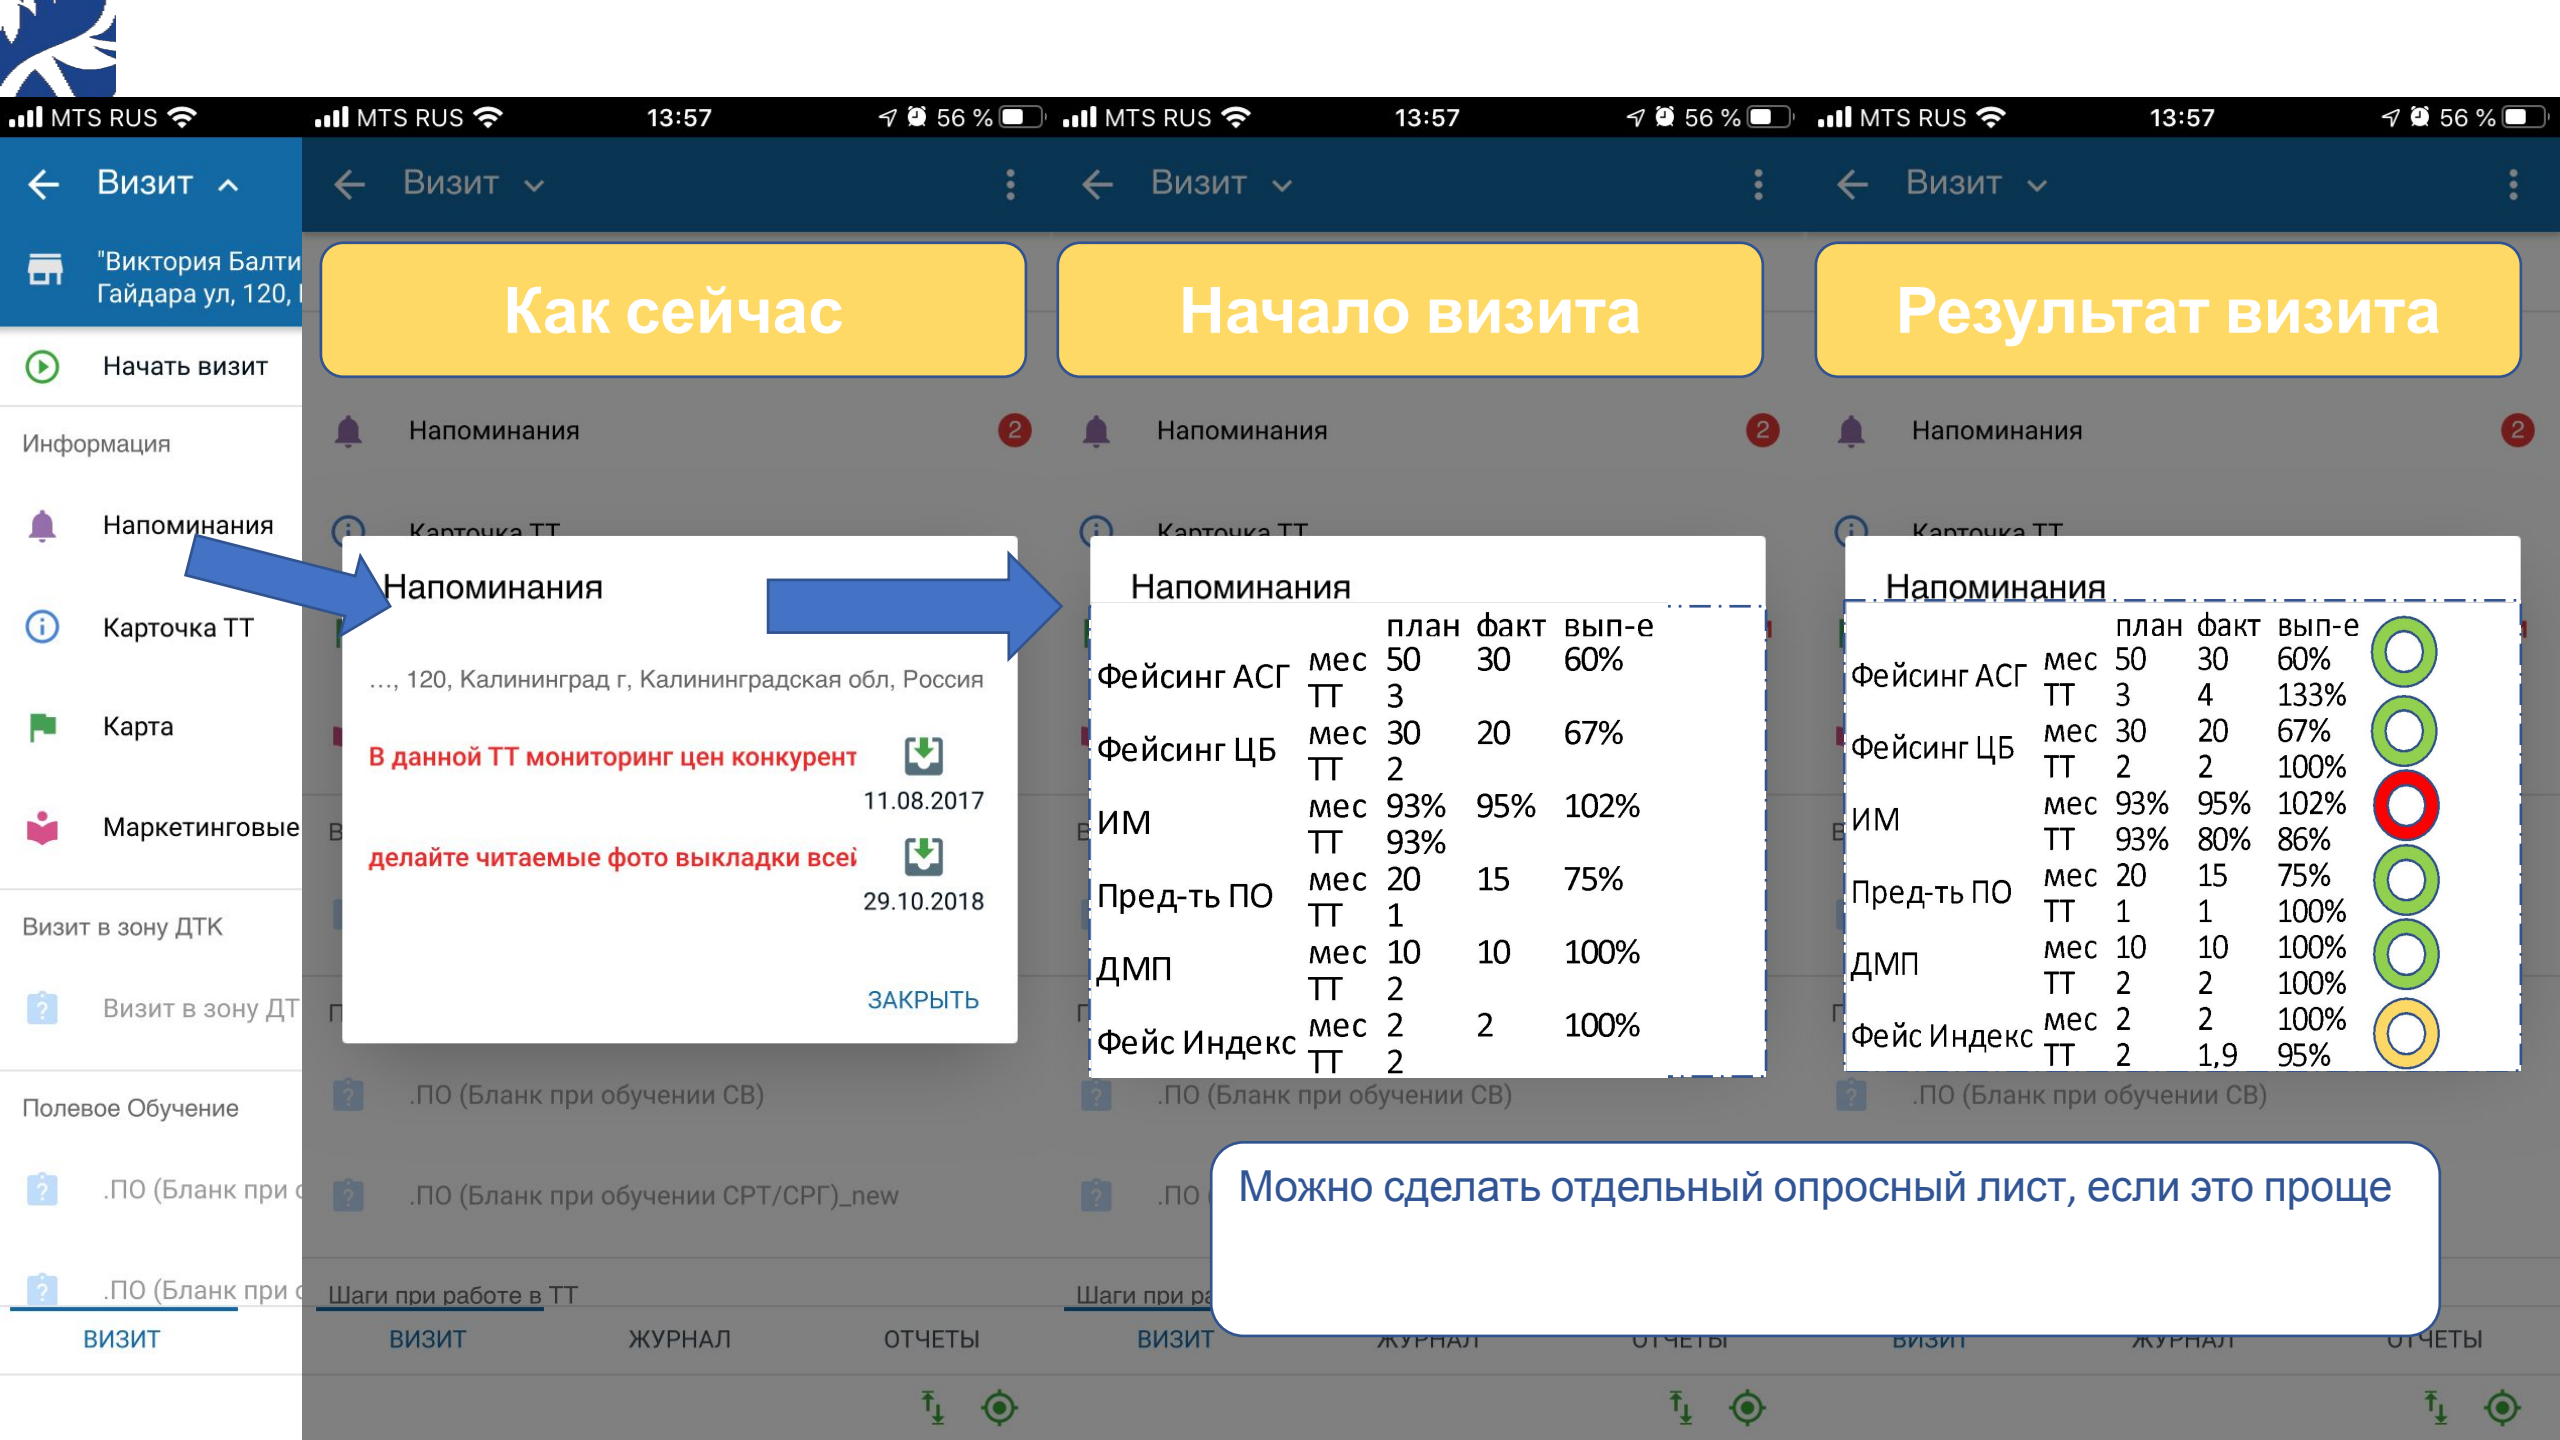 MTS RUS
Визит
"Виктория Балти
Гайдара ул, 120,
Начать визит
Информация
Напоминания
Карточка ТТ
Карта
Маркетинговые
Визит в зону ДТК
Визит в зону ДТ
Полевое Обучение
.ПО (Бланк при
.ПО (Бланк при
ВИЗИТ
MTS RUS 13:57 56 %
Визит
Как сейчас
Напоминания 2
Карточка ТТ
Напоминания
..., 120, Калининград г, Калининградская обл, Россия
В данной ТТ мониторинг цен конкурент
11.08.2017
делайте читаемые фото выкладки всей
29.10.2018
ЗАКРЫТЬ
.ПО (Бланк при обучении СВ)
.ПО (Бланк при обучении СРТ/СРГ)_new
Шаги при работе в ТТ
ВИЗИТ ЖУРНАЛ ОТЧЕТЫ
MTS RUS 13:57 56 %
Визит
Начало визита
Напоминания 2
Карточка ТТ
Напоминания
план факт вып-е
Фейсинг АСГ мес 50 30 60%
ТТ 3
Фейсинг ЦБ мес 30 20 67%
ТТ 2
ИМ мес 93% 95% 102%
ТТ 93%
Пред-ть ПО мес 20 15 75%
ТТ 1
ДМП мес 10 10 100%
ТТ 2
Фейс Индекс мес 2 2 100%
ТТ 2
.ПО (Бланк при обучении СВ)
.ПО
Шаги при ра
ВИЗИТ ЖУРНАЛ ОТЧЕТЫ
MTS RUS 13:57 56 %
Визит
Результат визита
Напоминания 2
Карточка ТТ
Напоминания
план факт вып-е
Фейсинг АСГ мес 50 30 60%
ТТ 3 4 133%
Фейсинг ЦБ мес 30 20 67%
ТТ 2 2 100%
ИМ мес 93% 95% 102%
ТТ 93% 80% 86%
Пред-ть ПО мес 20 15 75%
ТТ 1 1 100%
ДМП мес 10 10 100%
ТТ 2 2 100%
Фейс Индекс мес 2 2 100%
ТТ 2 1,9 95%
.ПО (Бланк при обучении СВ)
Можно сделать отдельный опросный лист, если это проще
ВИЗИТ ЖУРНАЛ ОТЧЕТЫ